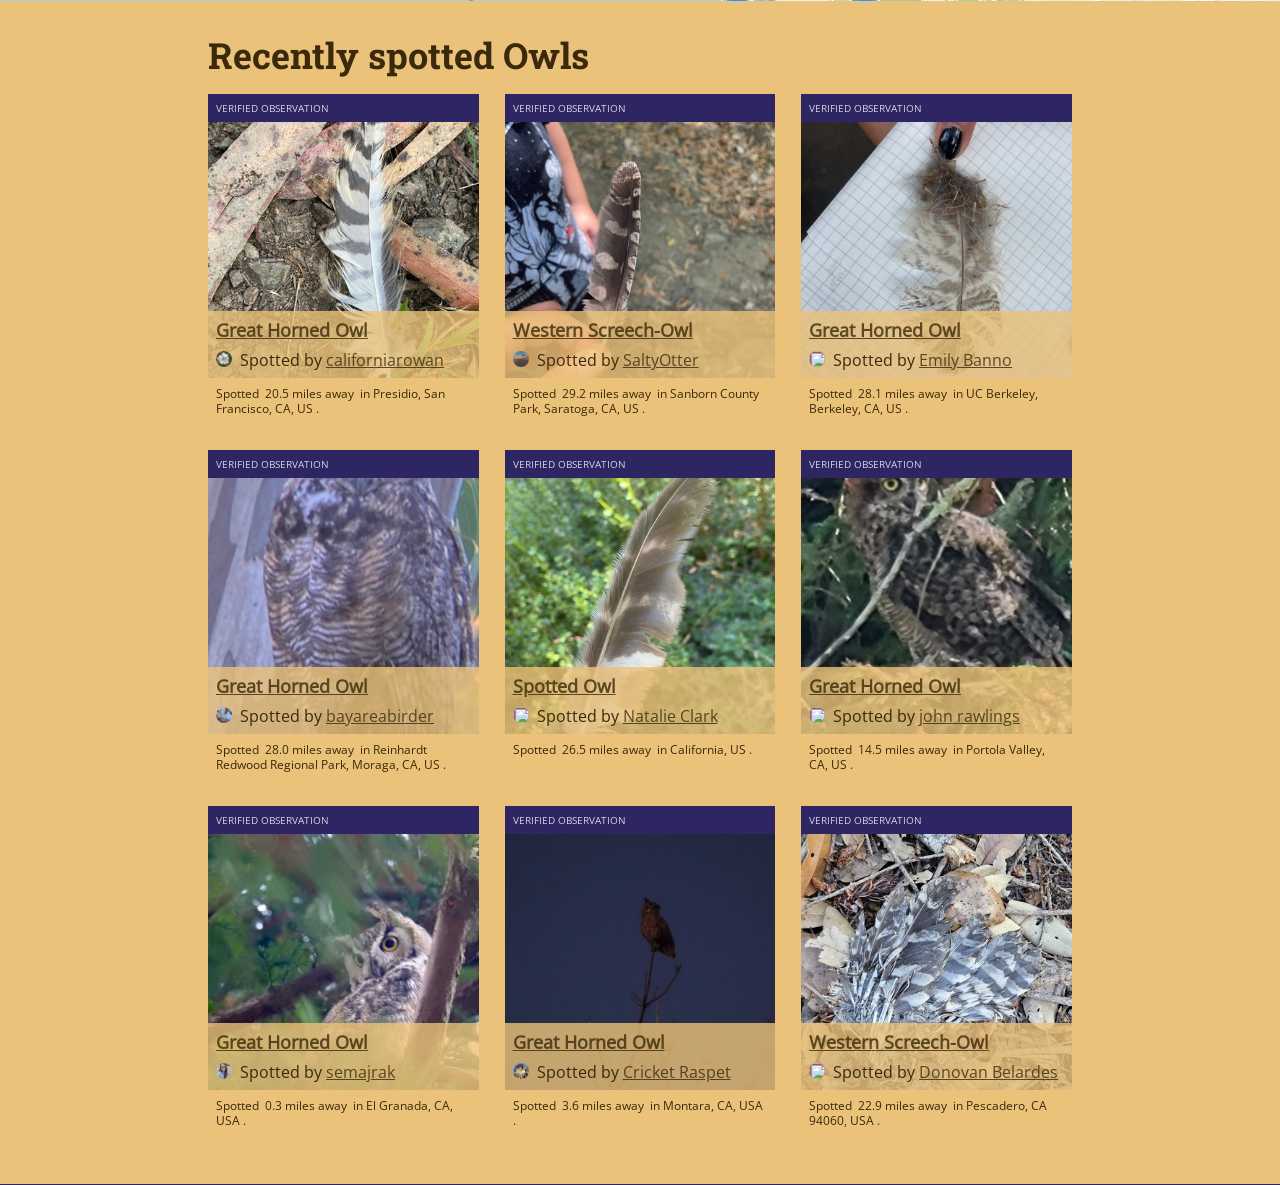 Recently spotted Owls
VERIFIED OBSERVATION
Great Horned Owl
Spotted by californiarowan
Spotted 20.5 miles away in Presidio, San
Francisco, CA, US .
VERIFIED OBSERVATION
Western Screech-Owl
Spotted by SaltyOtter
Spotted 29.2 miles away in Sanborn County
Park, Saratoga, CA, US .
VERIFIED OBSERVATION
Great Horned Owl
Spotted by Emily Banno
Spotted 28.1 miles away in UC Berkeley,
Berkeley, CA, US .
VERIFIED OBSERVATION
Great Horned Owl
Spotted by bayareabirder
Spotted 28.0 miles away in Reinhardt
Redwood Regional Park, Moraga, CA, US .
VERIFIED OBSERVATION
Spotted Owl
Spotted by Natalie Clark
Spotted 26.5 miles away in California, US .
VERIFIED OBSERVATION
Great Horned Owl
Spotted by john rawlings
Spotted 14.5 miles away in Portola Valley,
CA, US .
VERIFIED OBSERVATION
Great Horned Owl
Spotted by semajrak
Spotted 0.3 miles away in El Granada, CA,
USA .
VERIFIED OBSERVATION
Great Horned Owl
Spotted by Cricket Raspet
Spotted 3.6 miles away in Montara, CA, USA
.
VERIFIED OBSERVATION
Western Screech-Owl
Spotted by Donovan Belardes
Spotted 22.9 miles away in Pescadero, CA
94060, USA .